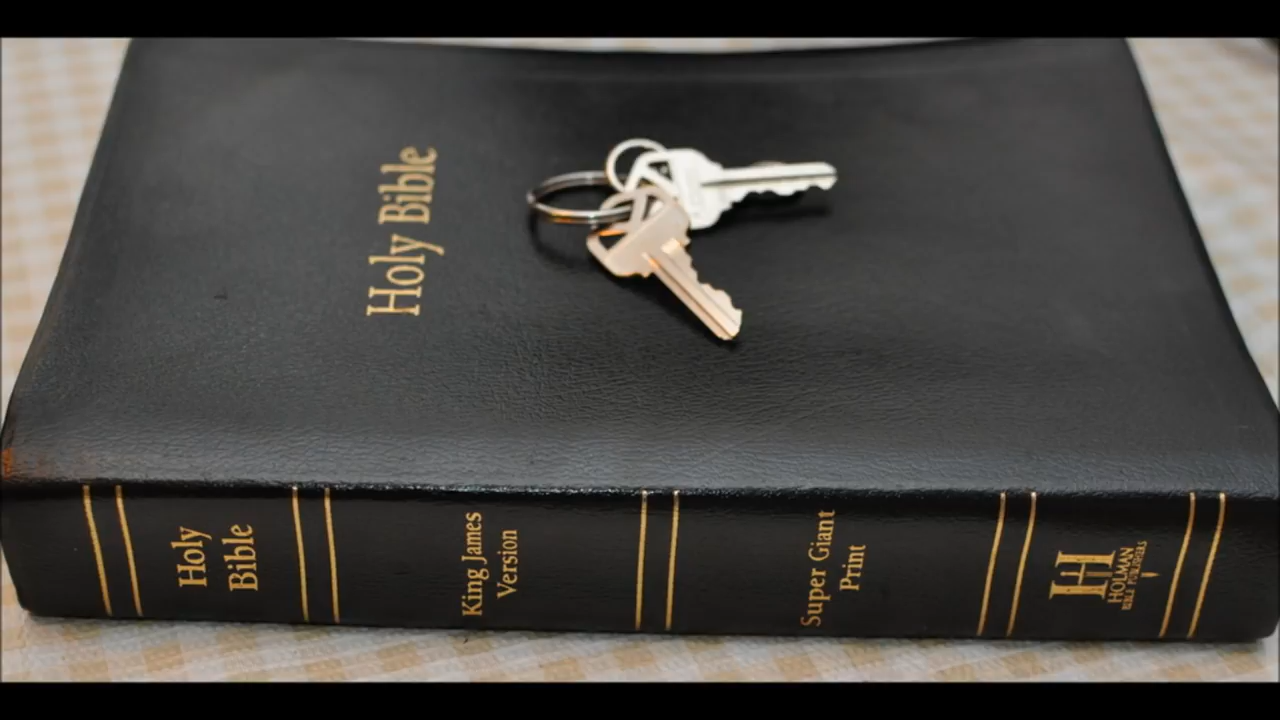 Holy Bible
Holy
Bible
King James
Version
Super Giant
Print
HOLMAN
BIBLE PUBLISHERS